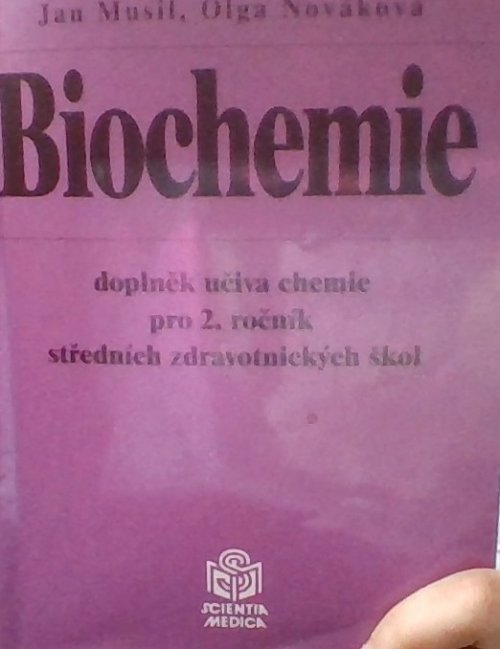 Jan Musil, Olga Nováková
Biochemie
doplněk učiva chemie
pro 2. ročník
středních zdravotnických škol
SCIENTIA
MEDICA